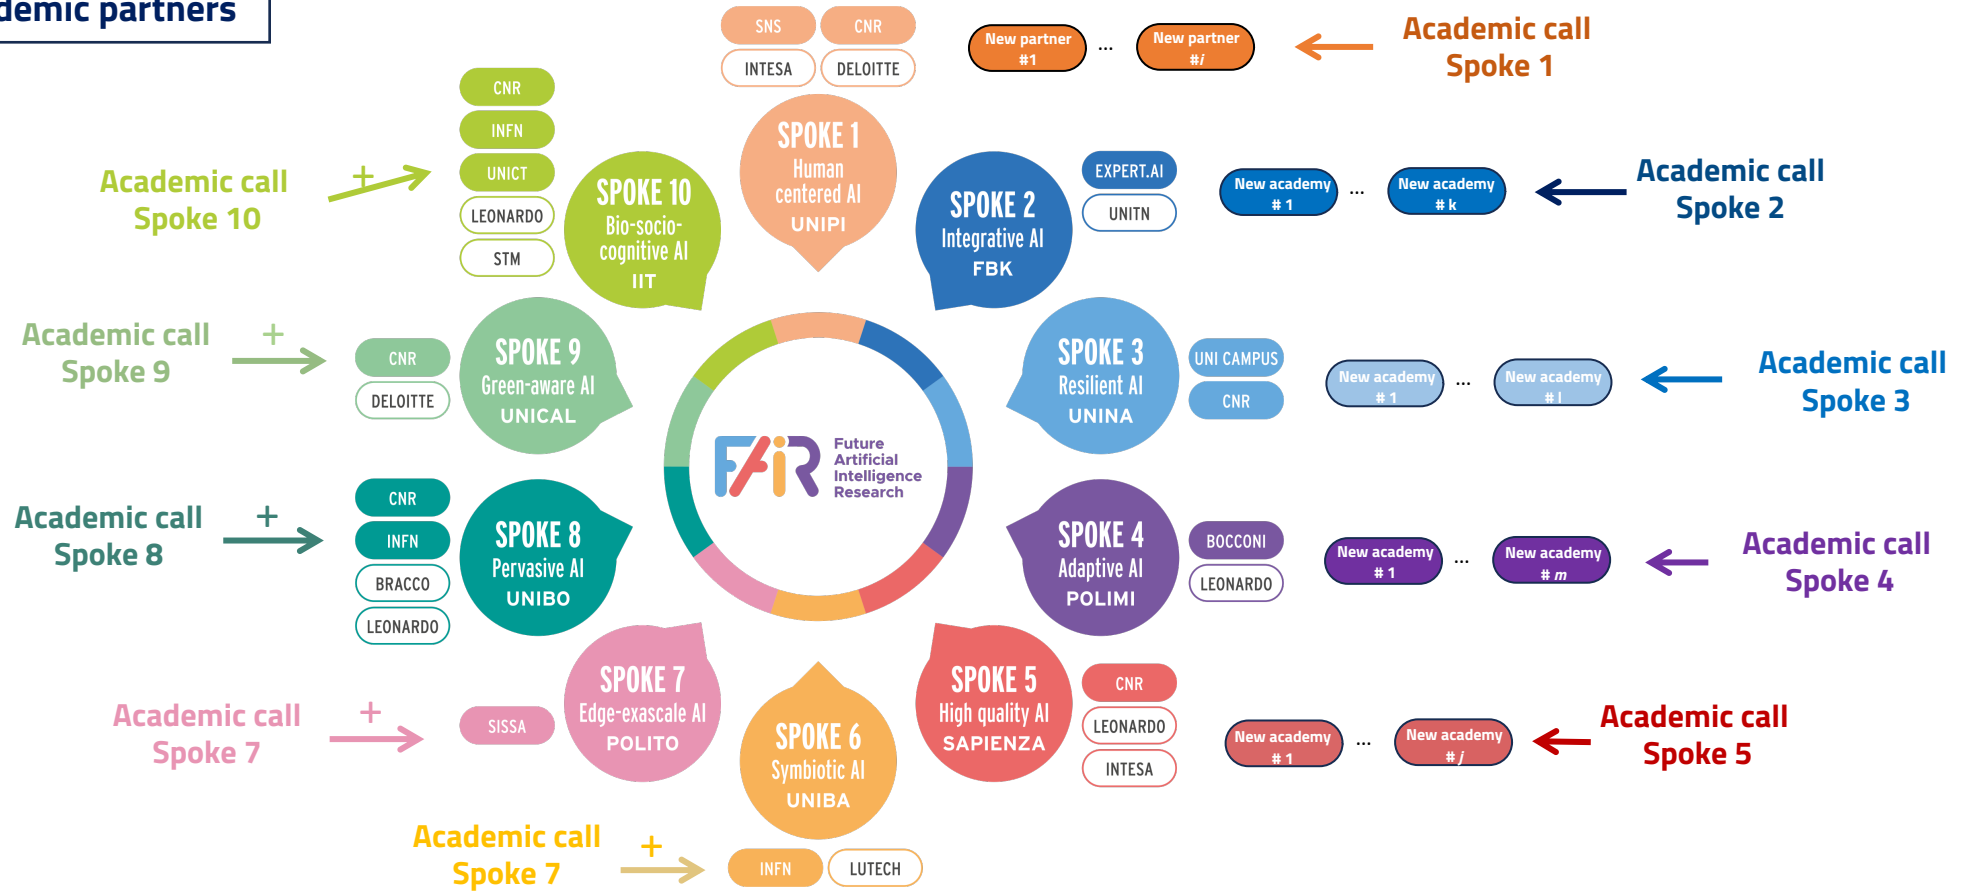 demic partners
SNS
CNR
INTESA
DELOITTE
New partner
#1
...
New partner
#i
Academic call
Spoke 1
SPOKE 1
Human
centered AI
UNIPI
CNR
INFN
UNICT
LEONARDO
STM
Academic call
Spoke 10
+
SPOKE 10
Bio-socio-
cognitive AI
IIT
SPOKE 2
Integrative AI
FBK
EXPERT.AI
UNITN
New academy
# 1
...
New academy
# k
Academic call
Spoke 2
Academic call
Spoke 9
+
CNR
DELOITTE
SPOKE 9
Green-aware AI
UNICAL
SPOKE 3
Resilient AI
UNINA
UNI CAMPUS
CNR
New academy
# 1
...
New academy
# l
Academic call
Spoke 3
FAIR
Future
Artificial
Intelligence
Research
Academic call
Spoke 8
+
CNR
INFN
BRACCO
LEONARDO
SPOKE 8
Pervasive AI
UNIBO
SPOKE 4
Adaptive AI
POLIMI
BOCCONI
LEONARDO
New academy
# 1
...
New academy
# m
Academic call
Spoke 4
Academic call
Spoke 7
+
SISSA
SPOKE 7
Edge-exascale AI
POLITO
SPOKE 6
Symbiotic AI
UNIBA
SPOKE 5
High quality AI
SAPIENZA
CNR
LEONARDO
INTESA
New academy
# 1
...
New academy
# j
Academic call
Spoke 5
Academic call
Spoke 7
+
INFN
LUTECH